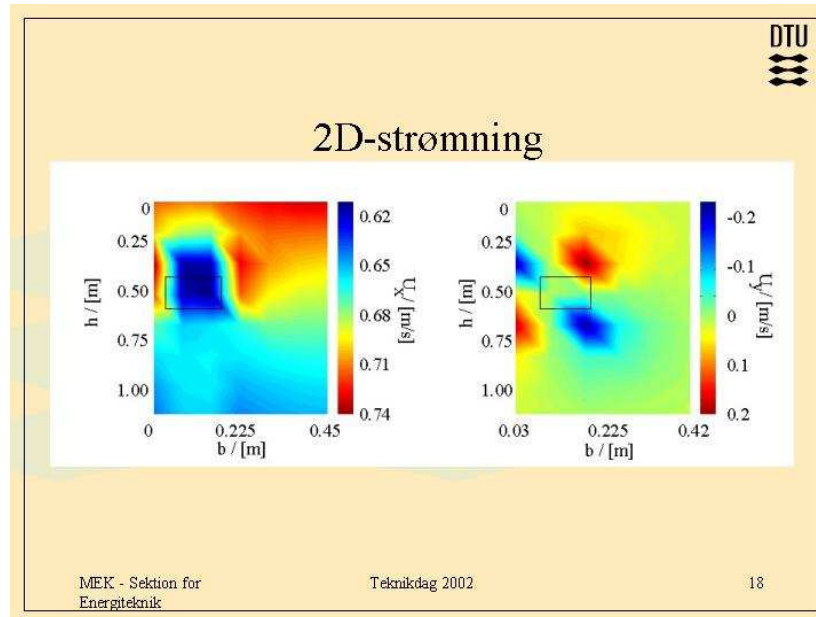 DTU
2D-strømning
0
0.25
0.50
0.75
1.00
h / [m]
0
0.225
0.45
b / [m]
0.62
0.65
0.68
0.71
0.74
Ux / [m/s]
0
0.25
0.50
0.75
1.00
h / [m]
0.03
0.225
0.42
b / [m]
-0.2
-0.1
0
0.1
0.2
Uy / [m/s]
MEK - Sektion for
Energiteknik
Teknikdag 2002
18